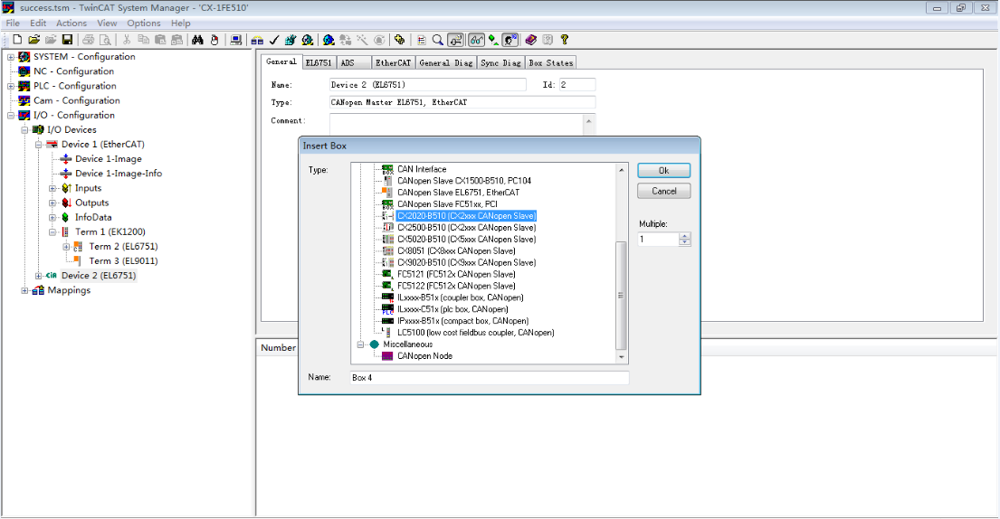 success.tsm - TwinCAT System Manager - 'CX-1FE510'
File Edit Actions View Options Help
SYSTEM - Configuration
NC - Configuration
PLC - Configuration
Cam - Configuration
I/O - Configuration
I/O Devices
Device 1 (EtherCAT)
Device 1-Image
Device 1-Image-Info
Inputs
Outputs
InfoData
Term 1 (EK1200)
Term 2 (EL6751)
Term 3 (EL9011)
Device 2 (EL6751)
Mappings
General EL6751 ADS EtherCAT General Diag Sync Diag Box States
Name: Device 2 (EL6751) Id: 2
Type: CANopen Master EL6751, EtherCAT
Comment:
Number
Insert Box
Type:
CAN Interface
CANopen Slave CX1500-B510, PC104
CANopen Slave EL6751, EtherCAT
CANopen Slave FC51xx, PCI
CX2020-B510 (CX2xxx CANopen Slave)
CX2500-B510 (CX2xxx CANopen Slave)
CX5020-B510 (CX5xxx CANopen Slave)
CX8051 (CX8xxx CANopen Slave)
CX9020-B510 (CX9xxx CANopen Slave)
FC5121 (FC512x CANopen Slave)
FC5122 (FC512x CANopen Slave)
ILxxxx-B51x (coupler box, CANopen)
ILxxxx-C51x (plc box, CANopen)
IPxxxx-B51x (compact box, CANopen)
LC5100 (low cost fieldbus coupler, CANopen)
Miscellaneous
CANopen Node
Ok
Cancel
Multiple:
1
Name: Box 4